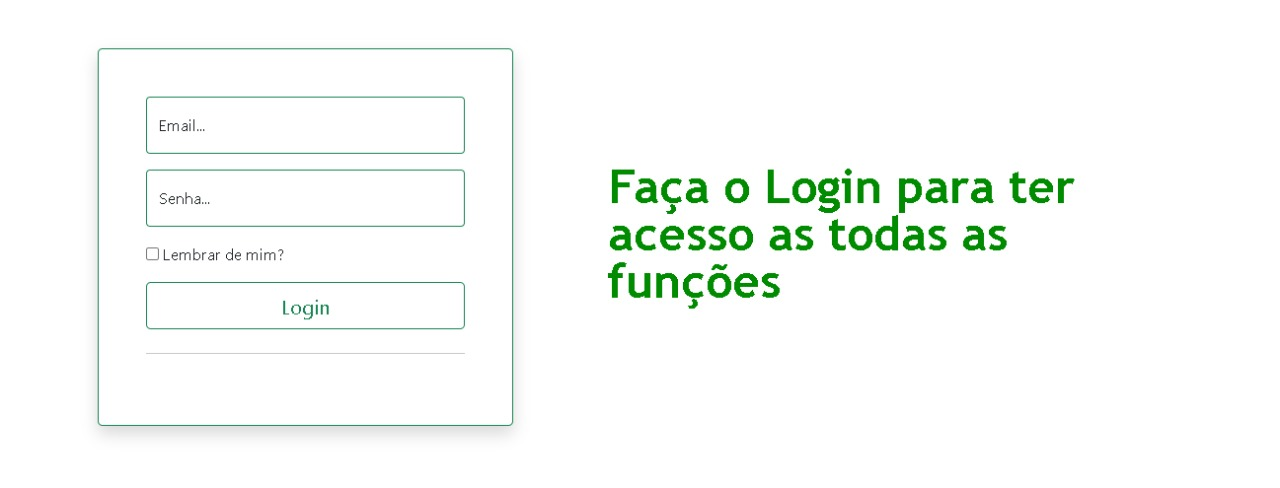 Email...
Senha...
Lembrar de mim?
Login
Faça o Login para ter
acesso as todas as
funções